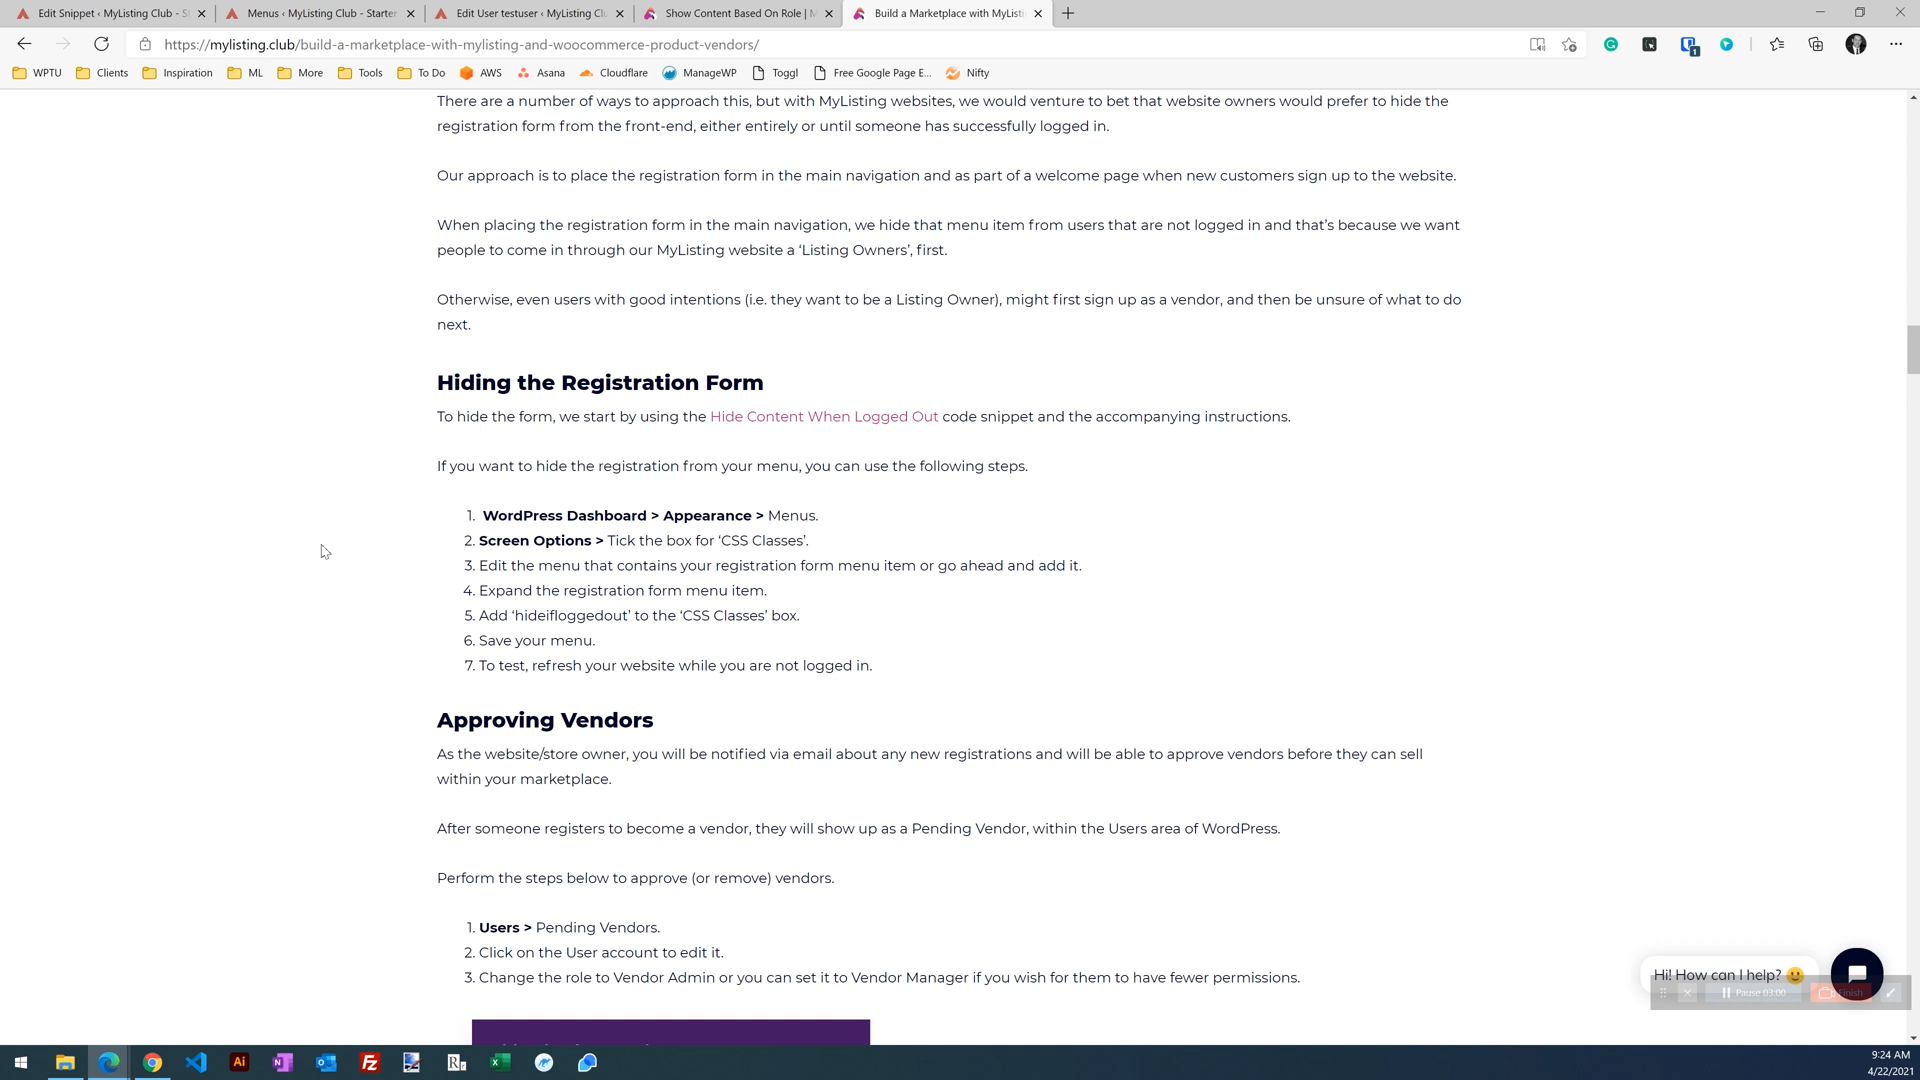 Edit Snippet ‹ MyListing Club - S
Menus ‹ MyListing Club - Starter
Edit User testuser ‹ MyListing Cl
Show Content Based On Role | M
Build a Marketplace with MyListi
https://mylisting.club/build-a-marketplace-with-mylisting-and-woocommerce-product-vendors/
1
WPTU
Clients
Inspiration
ML
More
Tools
To Do
AWS
Asana
Cloudflare
ManageWP
Toggl
Free Google Page E...
Nifty
There are a number of ways to approach this, but with MyListing websites, we would venture to bet that website owners would prefer to hide the
registration form from the front-end, either entirely or until someone has successfully logged in.
Our approach is to place the registration form in the main navigation and as part of a welcome page when new customers sign up to the website.
When placing the registration form in the main navigation, we hide that menu item from users that are not logged in and that’s because we want
people to come in through our MyListing website a ‘Listing Owners’, first.
Otherwise, even users with good intentions (i.e. they want to be a Listing Owner), might first sign up as a vendor, and then be unsure of what to do
next.
Hiding the Registration Form
To hide the form, we start by using the Hide Content When Logged Out code snippet and the accompanying instructions.
If you want to hide the registration from your menu, you can use the following steps.
1. WordPress Dashboard > Appearance > Menus.
2. Screen Options > Tick the box for ‘CSS Classes’.
3. Edit the menu that contains your registration form menu item or go ahead and add it.
4. Expand the registration form menu item.
5. Add ‘hideifloggedout’ to the ‘CSS Classes’ box.
6. Save your menu.
7. To test, refresh your website while you are not logged in.
Approving Vendors
As the website/store owner, you will be notified via email about any new registrations and will be able to approve vendors before they can sell
within your marketplace.
After someone registers to become a vendor, they will show up as a Pending Vendor, within the Users area of WordPress.
Perform the steps below to approve (or remove) vendors.
1. Users > Pending Vendors.
2. Click on the User account to edit it.
3. Change the role to Vendor Admin or you can set it to Vendor Manager if you wish for them to have fewer permissions.
Hi! How can I help?
Pause 03:00
Finish
9:24 AM
4/22/2021